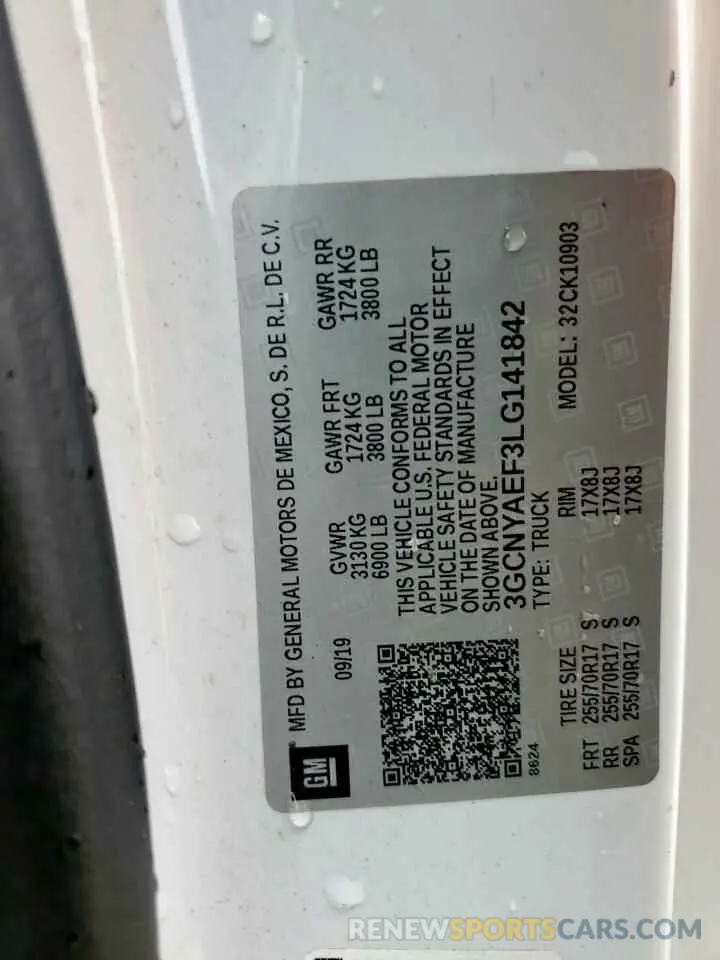 GM
® MFD BY GENERAL MOTORS DE MEXICO, S. DE R.L. DE C.V.
09/19
GVWR GAWR FRT GAWR RR
3130 KG 1724 KG 1724 KG
6900 LB 3800 LB 3800 LB
THIS VEHICLE CONFORMS TO ALL
APPLICABLE U.S. FEDERAL MOTOR
VEHICLE SAFETY STANDARDS IN EFFECT
ON THE DATE OF MANUFACTURE
SHOWN ABOVE.
3GCNYAEF3LG141842
8624
TYPE: TRUCK
TIRE SIZE RIM MODEL: 32CK10903
FRT 255/70R17 S 17X8J
RR 255/70R17 S 17X8J
SPA 255/70R17 S 17X8J
RENEWSPORTSCARS.COM